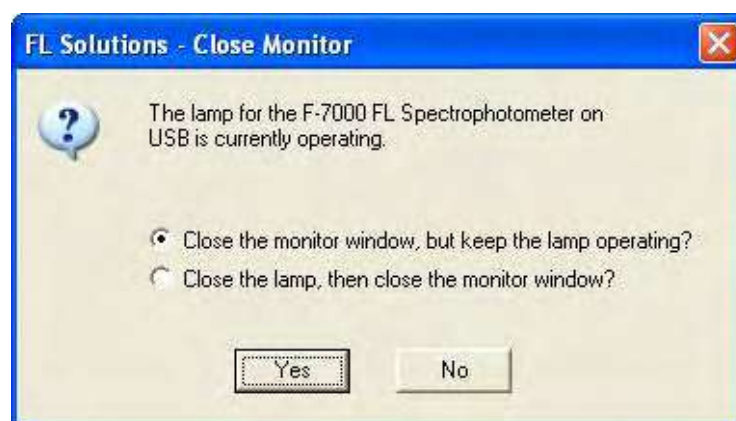 FL Solutions - Close Monitor
The lamp for the F-7000 FL Spectrophotometer on
USB is currently operating.
Close the monitor window, but keep the lamp operating?
Close the lamp, then close the monitor window?
Yes No